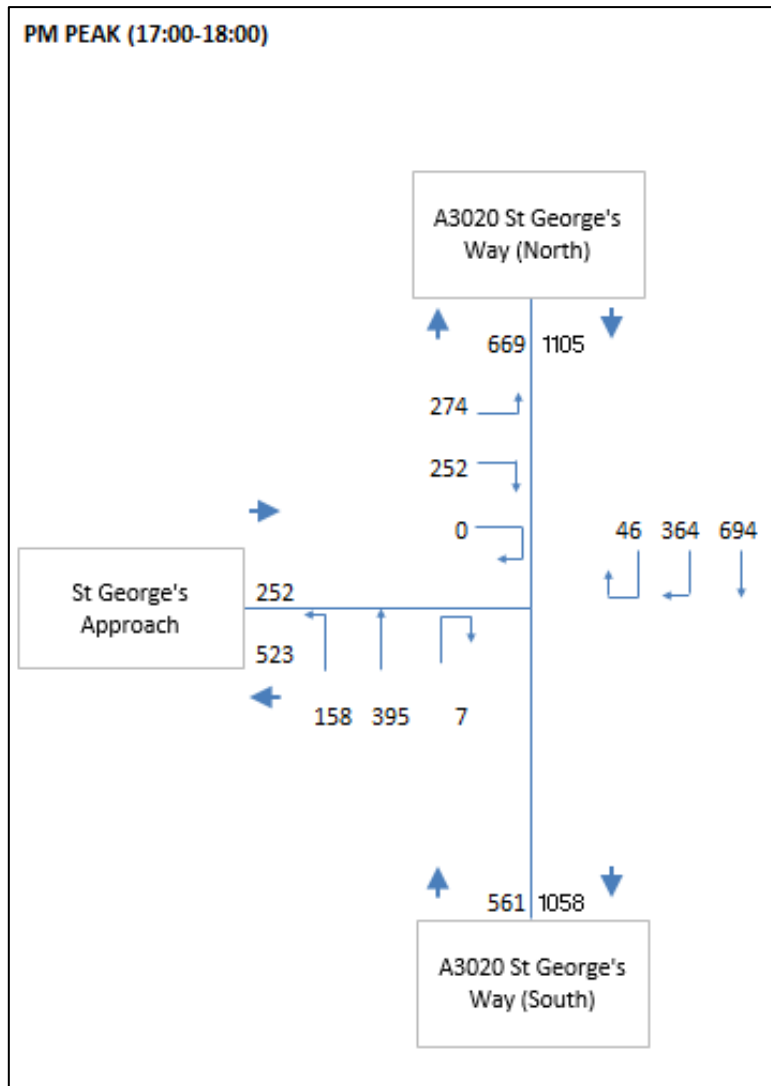 PM PEAK (17:00-18:00)
A3020 St George's
Way (North)
669 1105
274
252
0
46 364 694
St George's
Approach
252
523
158 395 7
561 1058
A3020 St George's
Way (South)